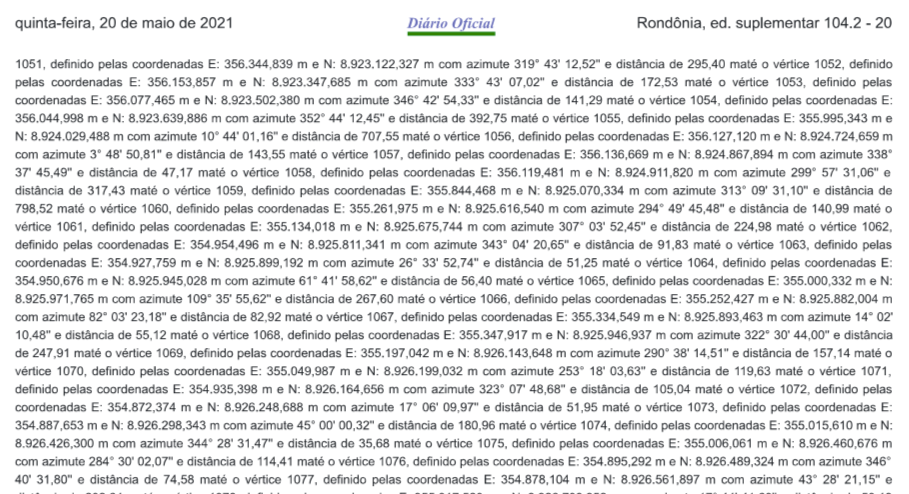 quinta-feira, 20 de maio de 2021 Diário Oficial Rondônia, ed. suplementar 104.2 - 20
1051, definido pelas coordenadas E: 356.344,839 m e N: 8.923.122,327 m com azimute 319° 43' 12,52" e distância de 295,40 maté o vértice 1052, definido
pelas coordenadas E: 356.153,857 m e N: 8.923.347,685 m com azimute 333° 43' 07,02" e distância de 172,53 maté o vértice 1053, definido pelas
coordenadas E: 356.077,465 m e N: 8.923.502,380 m com azimute 346° 42' 54,33" e distância de 141,29 maté o vértice 1054, definido pelas coordenadas E:
356.044,998 m e N: 8.923.639,886 m com azimute 352° 44' 12,45" e distância de 392,75 maté o vértice 1055, definido pelas coordenadas E: 355.995,343 m e
N: 8.924.029,488 m com azimute 10° 44' 01,16" e distância de 707,55 maté o vértice 1056, definido pelas coordenadas E: 356.127,120 m e N: 8.924.724,659 m
com azimute 3° 48' 50,81" e distância de 143,55 maté o vértice 1057, definido pelas coordenadas E: 356.136,669 m e N: 8.924.867,894 m com azimute 338°
37' 45,49" e distância de 47,17 maté o vértice 1058, definido pelas coordenadas E: 356.119,481 m e N: 8.924.911,820 m com azimute 299° 57' 31,06" e
distância de 317,43 maté o vértice 1059, definido pelas coordenadas E: 355.844,468 m e N: 8.925.070,334 m com azimute 313° 09' 31,10" e distância de
798,52 maté o vértice 1060, definido pelas coordenadas E: 355.261,975 m e N: 8.925.616,540 m com azimute 294° 49' 45,48" e distância de 140,99 maté o
vértice 1061, definido pelas coordenadas E: 355.134,018 m e N: 8.925.675,744 m com azimute 307° 03' 52,45" e distância de 224,98 maté o vértice 1062,
definido pelas coordenadas E: 354.954,496 m e N: 8.925.811,341 m com azimute 343° 04' 20,65" e distância de 91,83 maté o vértice 1063, definido pelas
coordenadas E: 354.927,759 m e N: 8.925.899,192 m com azimute 26° 33' 52,74" e distância de 51,25 maté o vértice 1064, definido pelas coordenadas E:
354.950,676 m e N: 8.925.945,028 m com azimute 61° 41' 58,62" e distância de 56,40 maté o vértice 1065, definido pelas coordenadas E: 355.000,332 m e N:
8.925.971,765 m com azimute 109° 35' 55,62" e distância de 267,60 maté o vértice 1066, definido pelas coordenadas E: 355.252,427 m e N: 8.925.882,004 m
com azimute 82° 03' 23,18" e distância de 82,92 maté o vértice 1067, definido pelas coordenadas E: 355.334,549 m e N: 8.925.893,463 m com azimute 14° 02'
10,48" e distância de 55,12 maté o vértice 1068, definido pelas coordenadas E: 355.347,917 m e N: 8.925.946,937 m com azimute 322° 30' 44,00" e distância
de 247,91 maté o vértice 1069, definido pelas coordenadas E: 355.197,042 m e N: 8.926.143,648 m com azimute 290° 38' 14,51" e distância de 157,14 maté o
vértice 1070, definido pelas coordenadas E: 355.049,987 m e N: 8.926.199,032 m com azimute 253° 18' 03,63" e distância de 119,63 maté o vértice 1071,
definido pelas coordenadas E: 354.935,398 m e N: 8.926.164,656 m com azimute 323° 07' 48,68" e distância de 105,04 maté o vértice 1072, definido pelas
coordenadas E: 354.872,374 m e N: 8.926.248,688 m com azimute 17° 06' 09,97" e distância de 51,95 maté o vértice 1073, definido pelas coordenadas E:
354.887,653 m e N: 8.926.298,343 m com azimute 45° 00' 00,32" e distância de 180,96 maté o vértice 1074, definido pelas coordenadas E: 355.015,610 m e N:
8.926.426,300 m com azimute 344° 28' 31,47" e distância de 35,68 maté o vértice 1075, definido pelas coordenadas E: 355.006,061 m e N: 8.926.460,676 m
com azimute 284° 30' 02,07" e distância de 114,41 maté o vértice 1076, definido pelas coordenadas E: 354.895,292 m e N: 8.926.489,324 m com azimute 346°
40' 31,80" e distância de 74,58 maté o vértice 1077, definido pelas coordenadas E: 354.878,104 m e N: 8.926.561,897 m com azimute 43° 28' 21,15" e